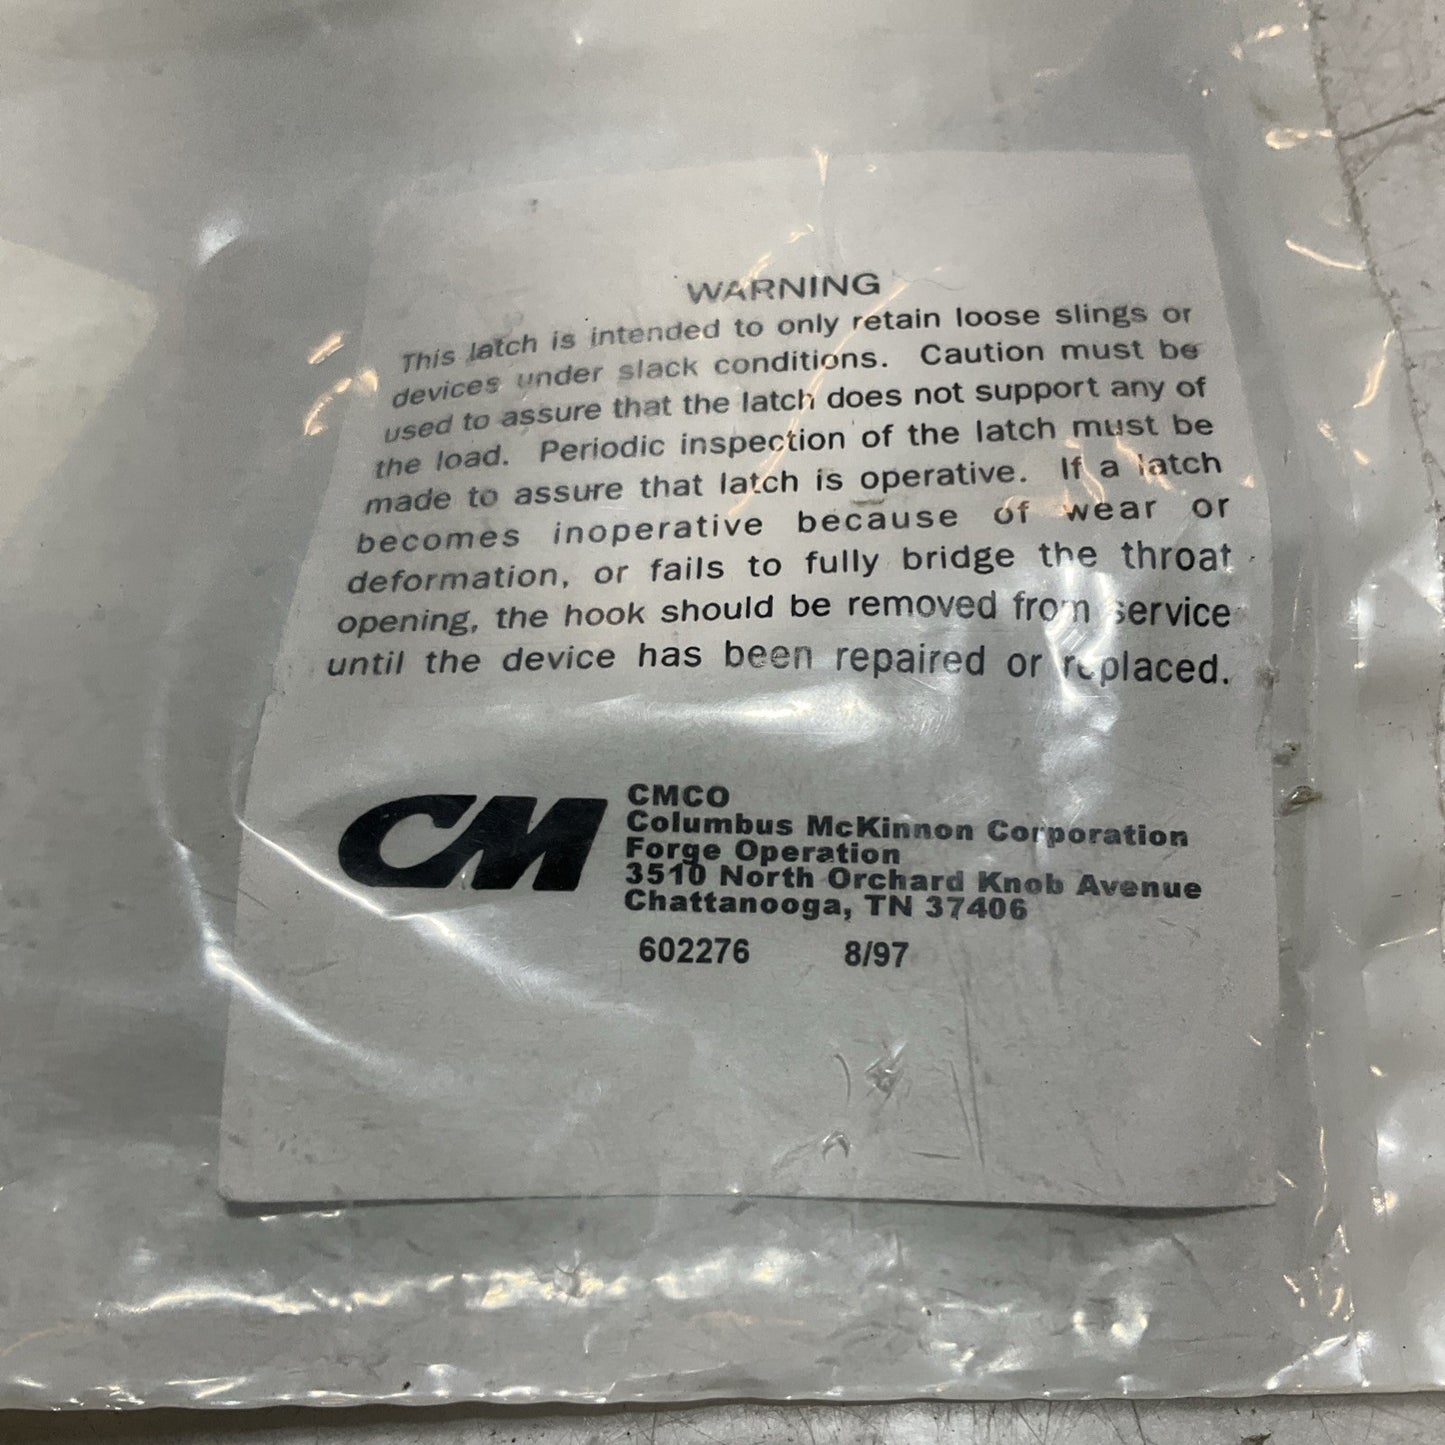 WARNING
This latch is intended to only retain loose slings or
devices under slack conditions. Caution must be
used to assure that the latch does not support any of
the load. Periodic inspection of the latch must be
made to assure that latch is operative. If a latch
becomes inoperative because of wear or
deformation, or fails to fully bridge the throat
opening, the hook should be removed from service
until the device has been repaired or replaced.
CM
CMCO
Columbus McKinnon Corporation
Forge Operation
3510 North Orchard Knob Avenue
Chattanooga, TN 37406
602276 8/97